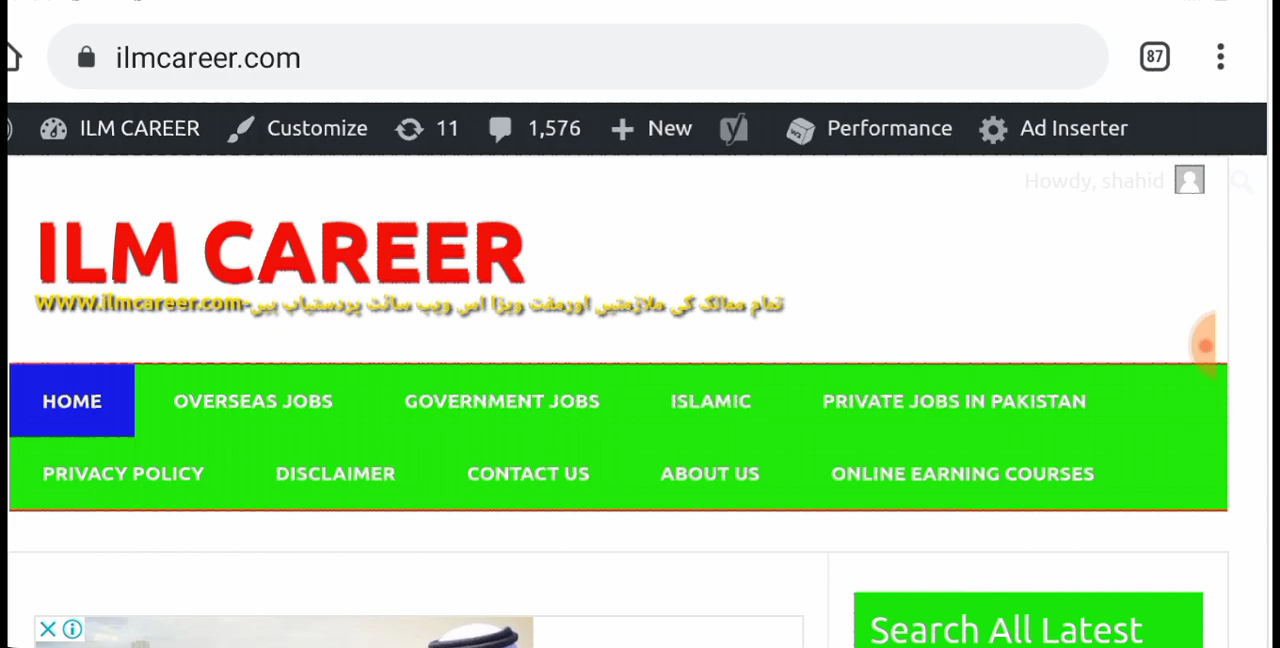 ilmcareer.com
87
ILM CAREER Customize 11 1,576 New Performance Ad Inserter
Howdy, shahid
ILM CAREER
تمام ممالک کی ملازمتیں اورمفت ویزا اس ویب سائٹ پردستیاب ہیں-www.ilmcareer.com
HOME OVERSEAS JOBS GOVERNMENT JOBS ISLAMIC PRIVATE JOBS IN PAKISTAN
PRIVACY POLICY DISCLAIMER CONTACT US ABOUT US ONLINE EARNING COURSES
Search All Latest